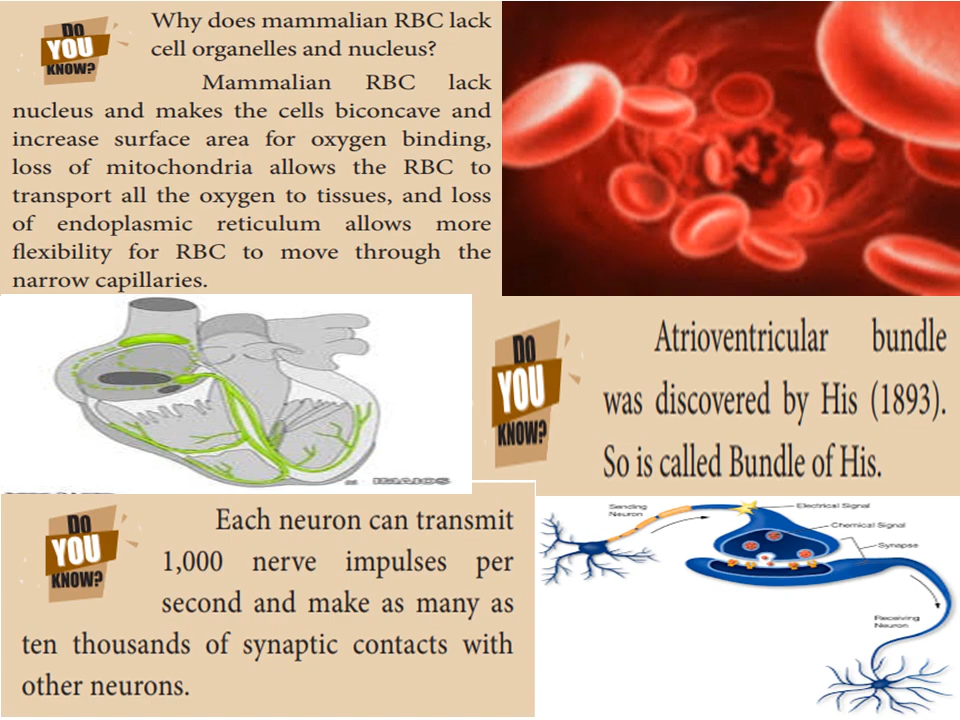 DO
YOU
KNOW?
Why does mammalian RBC lack
cell organelles and nucleus?
Mammalian RBC lack
nucleus and makes the cells biconcave and
increase surface area for oxygen binding,
loss of mitochondria allows the RBC to
transport all the oxygen to tissues, and loss
of endoplasmic reticulum allows more
flexibility for RBC to move through the
narrow capillaries.
IMAIOS
DO
YOU
KNOW?
Atrioventricular bundle
was discovered by His (1893).
So is called Bundle of His.
DO
YOU
KNOW?
Each neuron can transmit
1,000 nerve impulses per
second and make as many as
ten thousands of synaptic contacts with
other neurons.
Sending
Neuron
Electrical Signal
Chemical Signal
Synapse
Receiving
Neuron